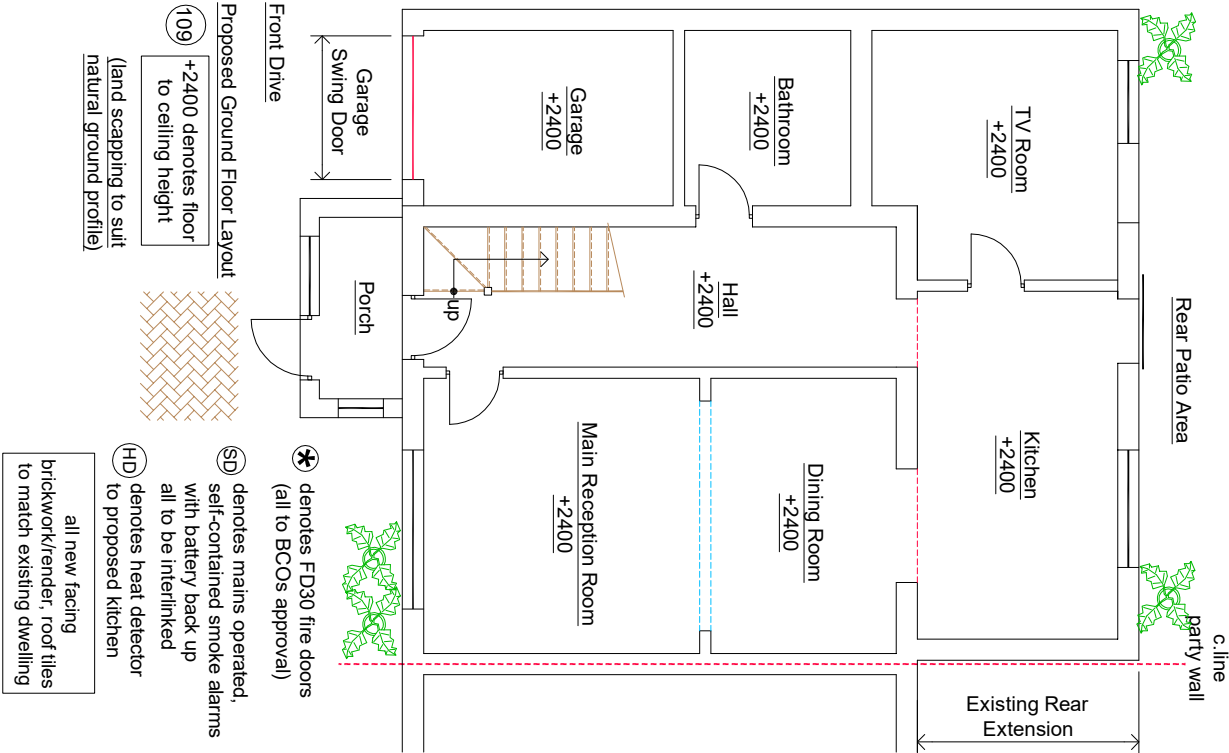 c.line
party wall
Rear Patio Area
Existing Rear
Extension
TV Room
+2400
Kitchen
+2400
Bathroom
+2400
Hall
+2400
Dining Room
+2400
Garage
+2400
up
Main Reception Room
+2400
Garage
Swing Door
Porch
Front Drive
Proposed Ground Floor Layout
109
+2400 denotes floor
to ceiling height
(land scapping to suit
natural ground profile)
* denotes FD30 fire doors
(all to BCOs approval)
SD denotes mains operated,
self-contained smoke alarms
with battery back up
all to be interlinked
HD denotes heat detector
to proposed kitchen
all new facing
brickwork/render, roof tiles
to match existing dwelling